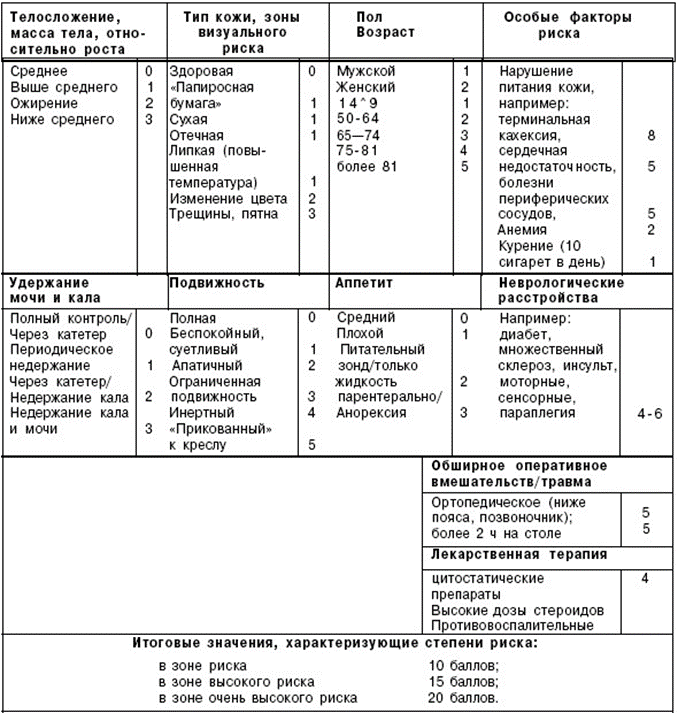 Телосложение,
масса тела, отно-
сительно роста
Среднее 0
Выше среднего 1
Ожирение 2
Ниже среднего 3
Тип кожи, зоны
визуального
риска
Здоровая 0
«Папиросная
бумага» 1
Сухая 1
Отечная 1
Липкая (повы-
шенная
температура) 1
Изменение цвета 2
Трещины, пятна 3
Пол
Возраст
Мужской 1
Женский 2
14^9 1
50-64 2
65—74 3
75-81 4
более 81 5
Особые факторы
риска
Нарушение
питания кожи,
например:
терминальная
кахексия, 8
сердечная
недостаточность, 5
болезни
периферических
сосудов, 5
Анемия 2
Курение (10
сигарет в день) 1
Удержание
мочи и кала
Полный контроль/
Через катетер 0
Периодическое
недержание 1
Через катетер/
Недержание кала 2
Недержание кала
и мочи 3
Подвижность
Полная 0
Беспокойный,
суетливый 1
Апатичный 2
Ограниченная
подвижность 3
Инертный 4
«Прикованный»
к креслу 5
Аппетит
Средний 0
Плохой 1
Питательный
зонд/только
жидкость 2
парентерально/
Анорексия 3
Неврологические
расстройства
Например:
диабет,
множественный
склероз, инсульт,
моторные,
сенсорные,
параплегия 4-6
Обширное оперативное
вмешательств/травма
Ортопедическое (ниже
пояса, позвоночник); 5
более 2 ч на столе 5
Лекарственная терапия
цитостатические 4
препараты
Высокие дозы стероидов
Противовоспалительные
Итоговые значения, характеризующие степени риска:
в зоне риска 10 баллов;
в зоне высокого риска 15 баллов;
в зоне очень высокого риска 20 баллов.